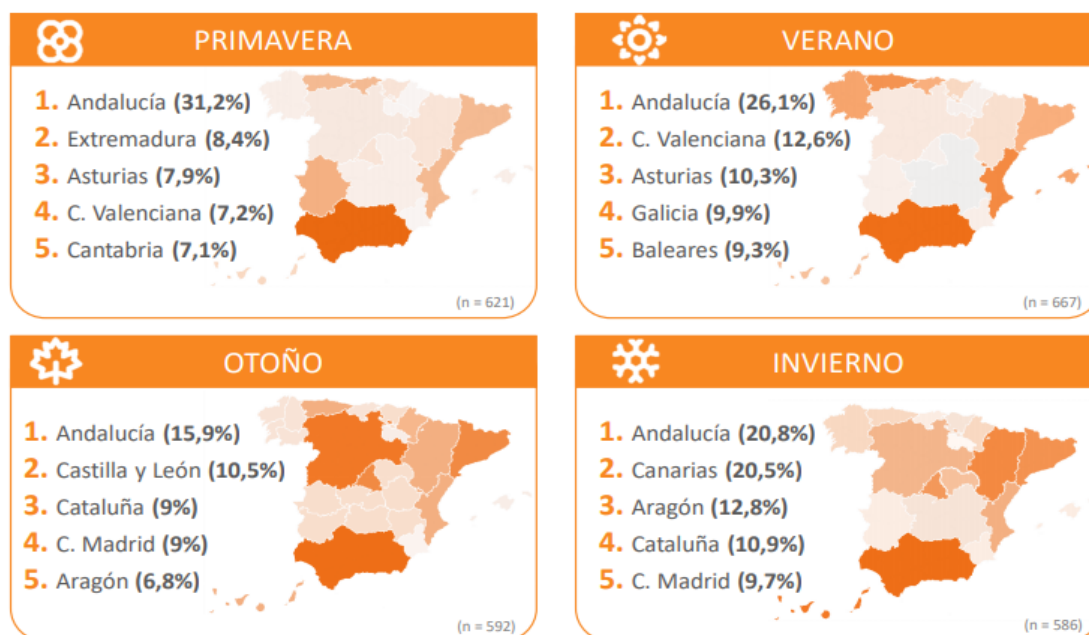 PRIMAVERA
1. Andalucía (31,2%)
2. Extremadura (8,4%)
3. Asturias (7,9%)
4. C. Valenciana (7,2%)
5. Cantabria (7,1%)
(n = 621)
VERANO
1. Andalucía (26,1%)
2. C. Valenciana (12,6%)
3. Asturias (10,3%)
4. Galicia (9,9%)
5. Baleares (9,3%)
(n = 667)
OTOÑO
1. Andalucía (15,9%)
2. Castilla y León (10,5%)
3. Cataluña (9%)
4. C. Madrid (9%)
5. Aragón (6,8%)
(n = 592)
INVIERNO
1. Andalucía (20,8%)
2. Canarias (20,5%)
3. Aragón (12,8%)
4. Cataluña (10,9%)
5. C. Madrid (9,7%)
(n = 586)